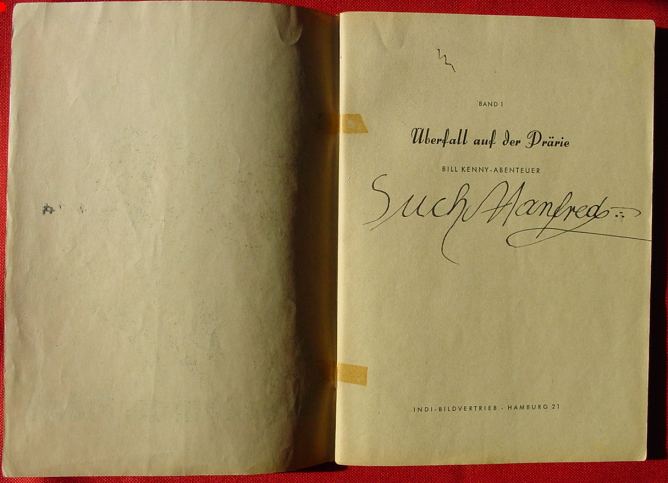 BAND 1
Überfall auf der Prärie
BILL KENNY-ABENTEUER
Such Manfred
INDI-BILDVERTRIEB - HAMBURG 21